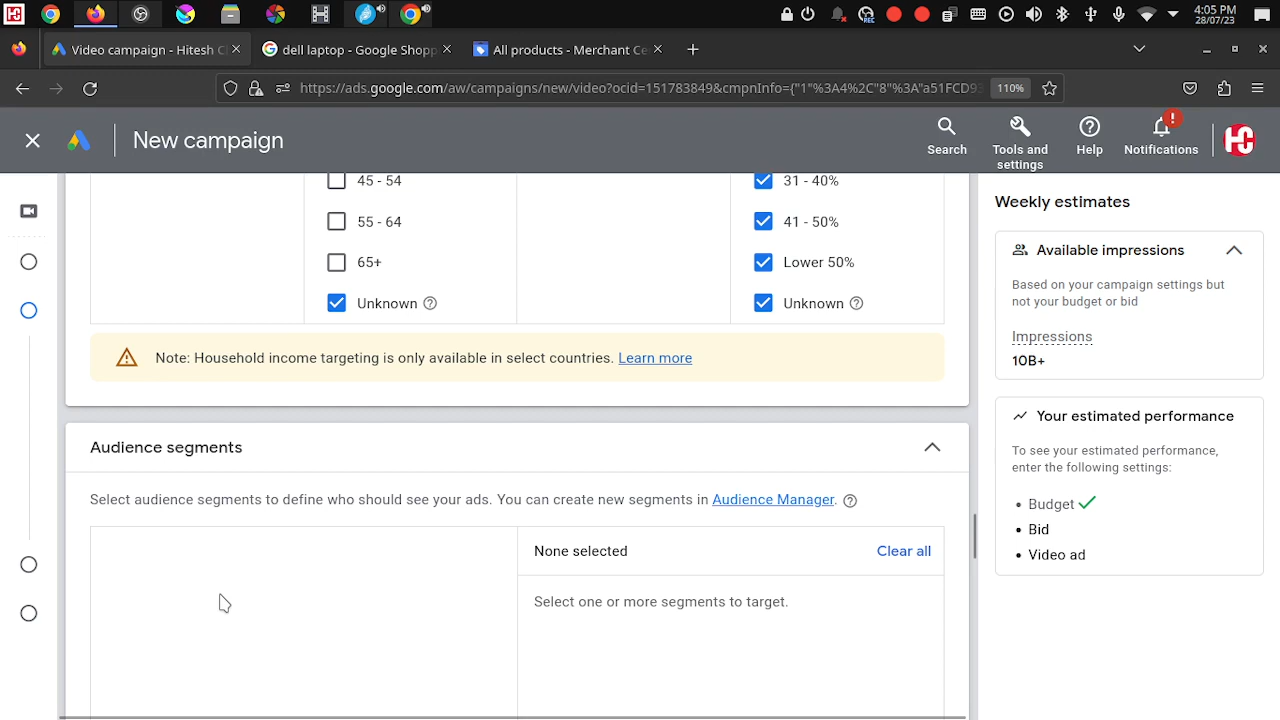 REC
4:05 PM
28/07/23
Video campaign - Hitesh C
dell laptop - Google Shopp
All products - Merchant Ce
https://ads.google.com/aw/campaigns/new/video?ocid=151783849&cmpnInfo={"1"%3A4%2C"8"%3A"a51FCD93
110%
New campaign
Search
Tools and
settings
Help
Notifications
HC
45 - 54
31 - 40%
55 - 64
41 - 50%
65+
Lower 50%
Unknown
Unknown
Note: Household income targeting is only available in select countries. Learn more
Audience segments
Select audience segments to define who should see your ads. You can create new segments in Audience Manager.
None selected
Clear all
Select one or more segments to target.
Weekly estimates
Available impressions
Based on your campaign settings but
not your budget or bid
Impressions
10B+
Your estimated performance
To see your estimated performance,
enter the following settings:
• Budget
• Bid
• Video ad